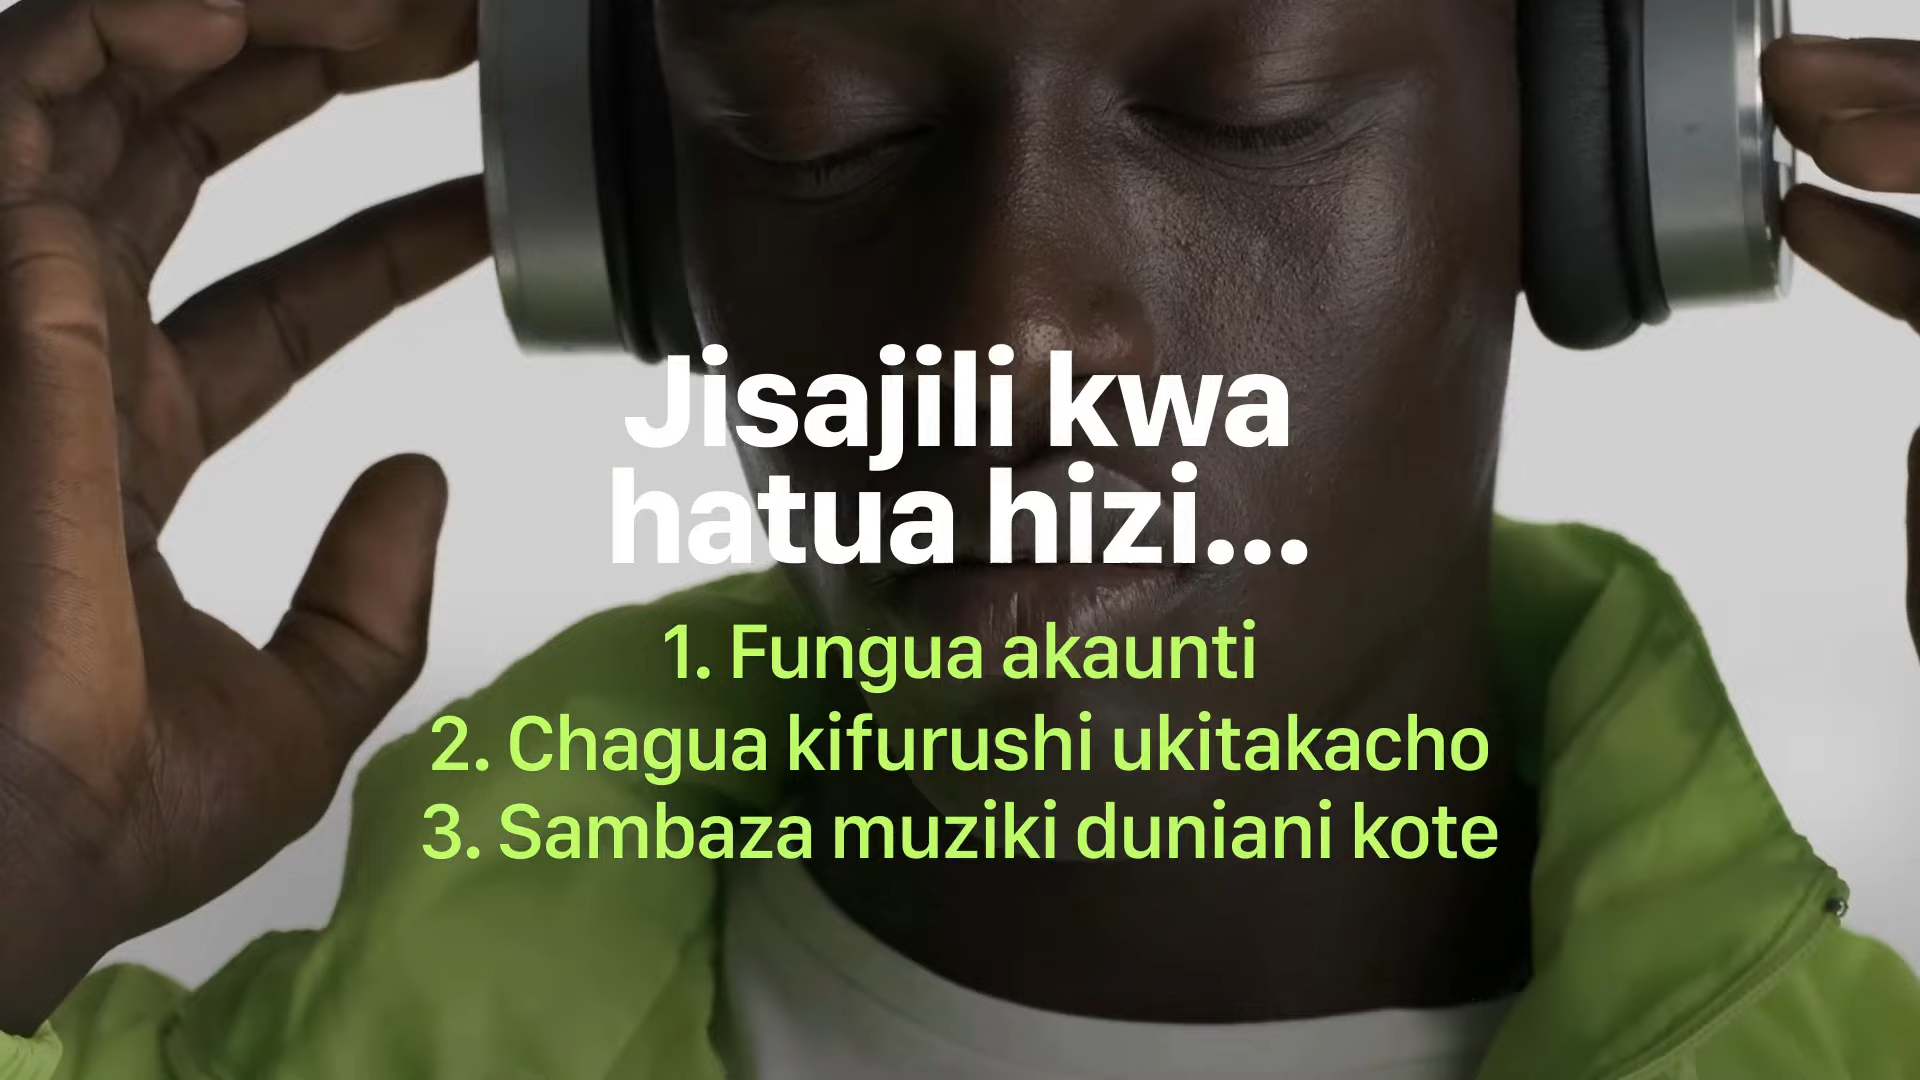 Jisajili kwa
hatua hizi...
1. Fungua akaunti
2. Chagua kifurushi ukitakacho
3. Sambaza muziki duniani kote